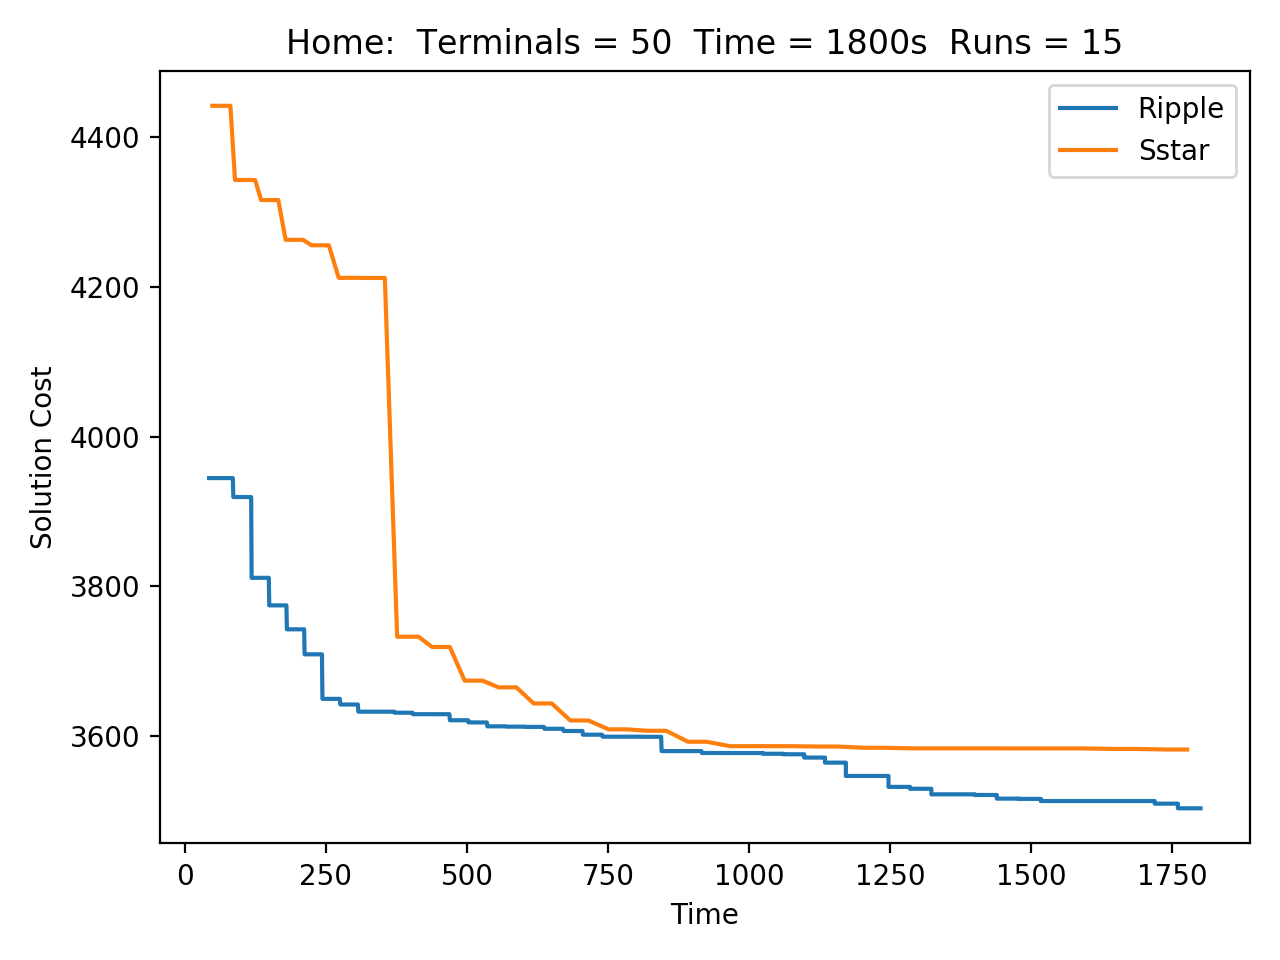 Home:  Terminals = 50  Time = 1800s  Runs = 15
Ripple
Sstar
4400
4200
4000
3800
3600
Solution Cost
0 250 500 750 1000 1250 1500 1750
Time